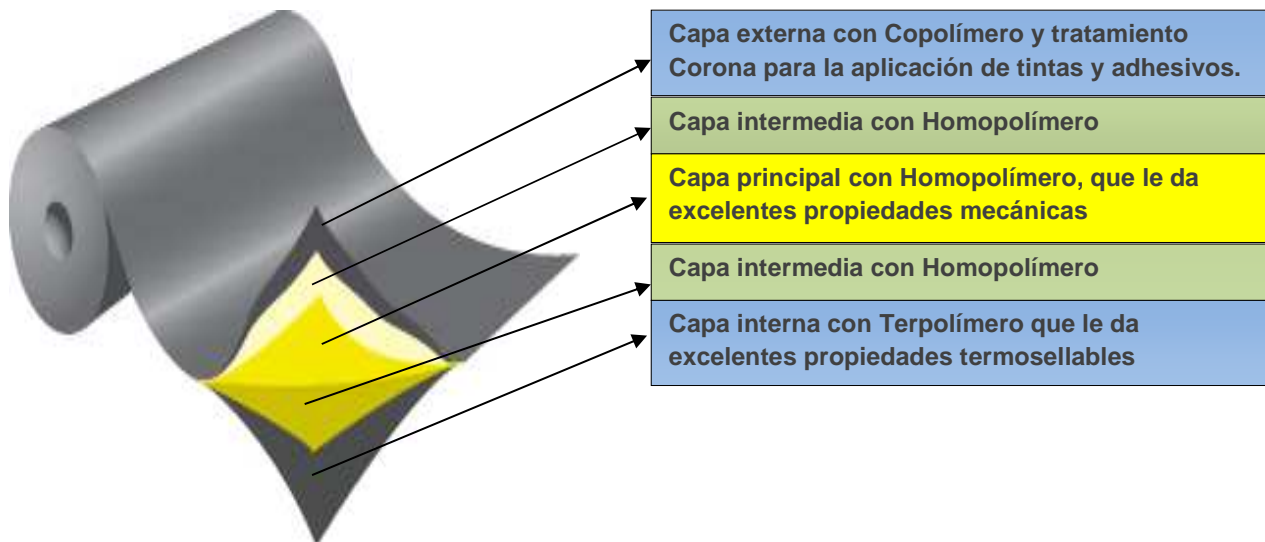 Capa externa con Copolímero y tratamiento
Corona para la aplicación de tintas y adhesivos.
Capa intermedia con Homopolímero
Capa principal con Homopolímero, que le da
excelentes propiedades mecánicas
Capa intermedia con Homopolímero
Capa interna con Terpolímero que le da
excelentes propiedades termosellables